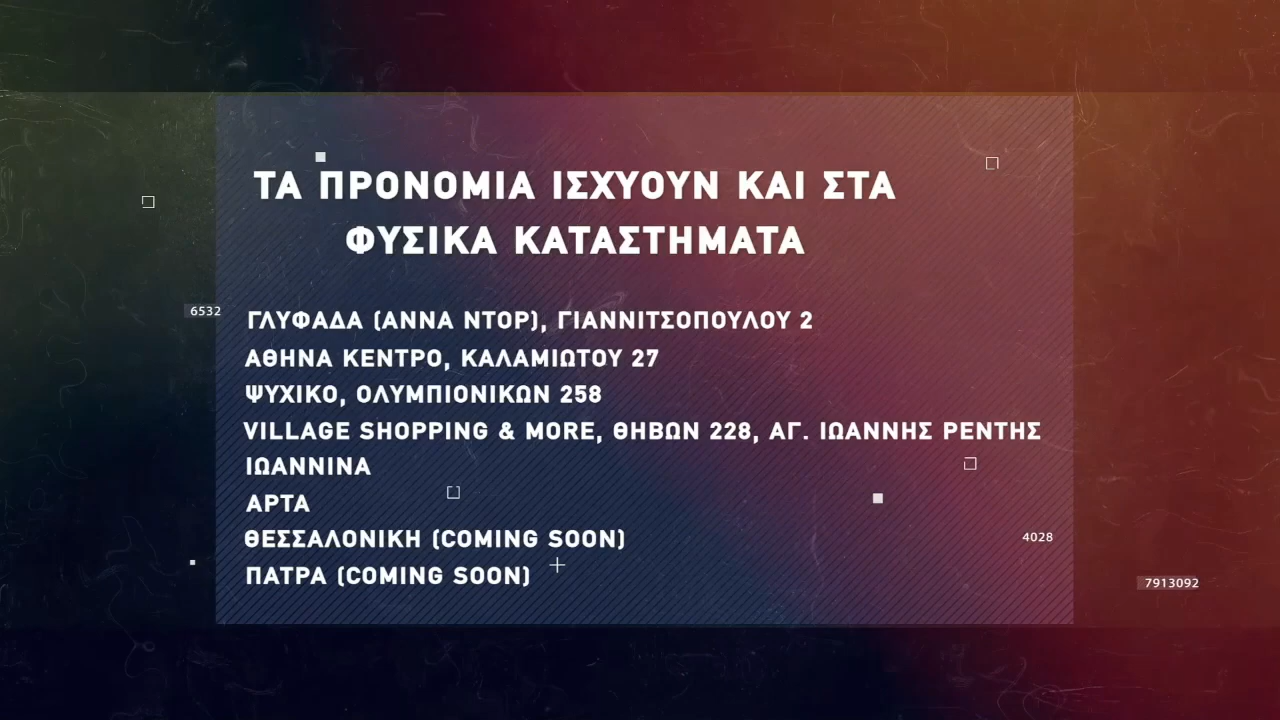 ΤΑ ΠΡΟΝΟΜΙΑ ΙΣΧΥΟΥΝ ΚΑΙ ΣΤΑ
ΦΥΣΙΚΑ ΚΑΤΑΣΤΗΜΑΤΑ
6532
ΓΛΥΦΑΔΑ (ΑΝΝΑ ΝΤΟΡ), ΓΙΑΝΝΙΤΣΟΠΟΥΛΟΥ 2
ΑΘΗΝΑ ΚΕΝΤΡΟ, ΚΑΛΑΜΙΩΤΟΥ 27
ΨΥΧΙΚΟ, ΟΛΥΜΠΙΟΝΙΚΩΝ 258
VILLAGE SHOPPING & MORE, ΘΗΒΩΝ 228, ΑΓ. ΙΩΑΝΝΗΣ ΡΕΝΤΗΣ
ΙΩΑΝΝΙΝΑ
ΑΡΤΑ
ΘΕΣΣΑΛΟΝΙΚΗ (COMING SOON)
4028
ΠΑΤΡΑ (COMING SOON)
7913092